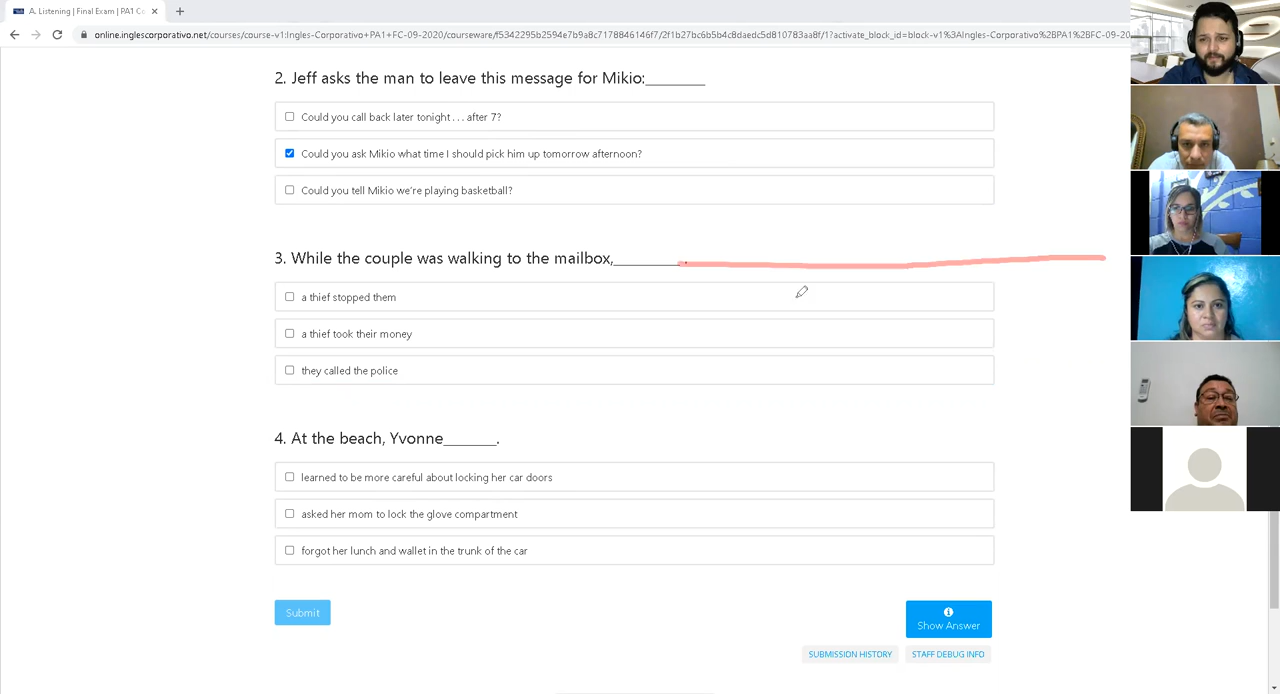 A. Listening | Final Exam | PA1 Co
online.inglescorporativo.net/courses/course-v1:Ingles-Corporativo+PA1+FC-09-20
2. Jeff asks the man to leave this message for Mikio:________
Could you call back later tonight . . . after 7?
Could you ask Mikio what time I should pick him up tomorrow afternoon?
Could you tell Mikio we're playing basketball?
3. While the couple was walking to the mailbox,_________.
a thief stopped them
a thief took their money
they called the police
4. At the beach, Yvonne_______.
learned to be more careful about locking her car doors
asked her mom to lock the glove compartment
forgot her lunch and wallet in the trunk of the car
Submit
Show Answer
SUBMISSION HISTORY
STAFF DEBUG INFO